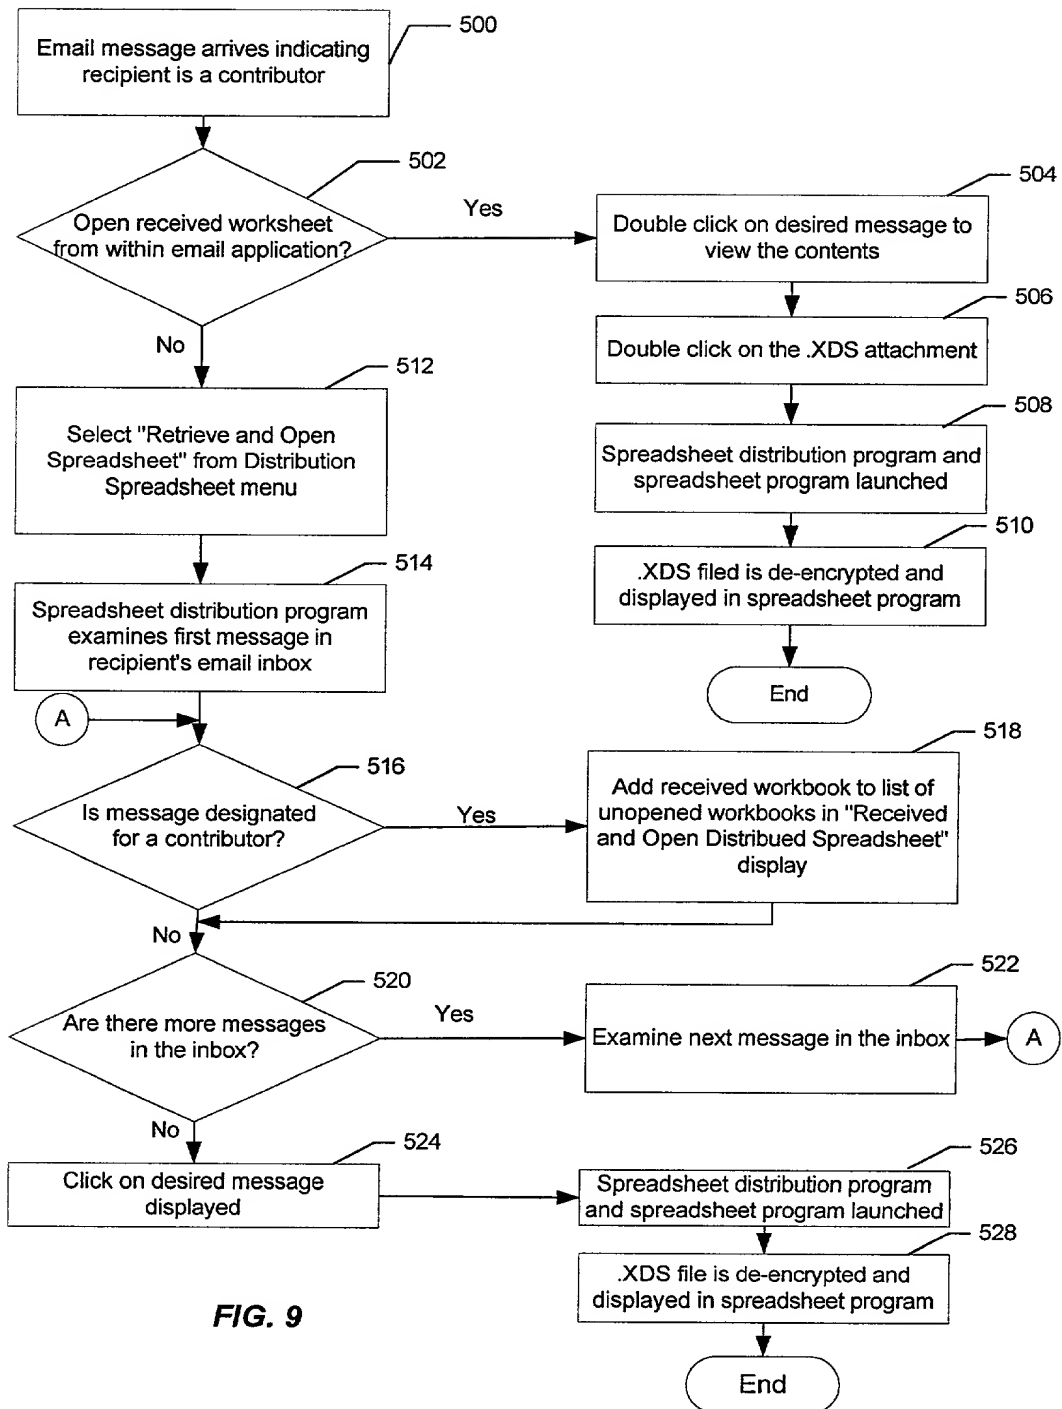 500
Email message arrives indicating
recipient is a contributor
502
Open received worksheet
from within email application?
Yes
504
Double click on desired message to
view the contents
506
Double click on the .XDS attachment
508
Spreadsheet distribution program and
spreadsheet program launched
510
.XDS filed is de-encrypted and
displayed in spreadsheet program
End
No
512
Select "Retrieve and Open
Spreadsheet" from Distribution
Spreadsheet menu
514
Spreadsheet distribution program
examines first message in
recipient's email inbox
A
516
Is message designated
for a contributor?
Yes
518
Add received workbook to list of
unopened workbooks in "Received
and Open Distribued Spreadsheet"
display
No
520
Are there more messages
in the inbox?
Yes
522
Examine next message in the inbox
A
No
524
Click on desired message
displayed
526
Spreadsheet distribution program
and spreadsheet program launched
528
.XDS file is de-encrypted and
displayed in spreadsheet program
End
FIG. 9